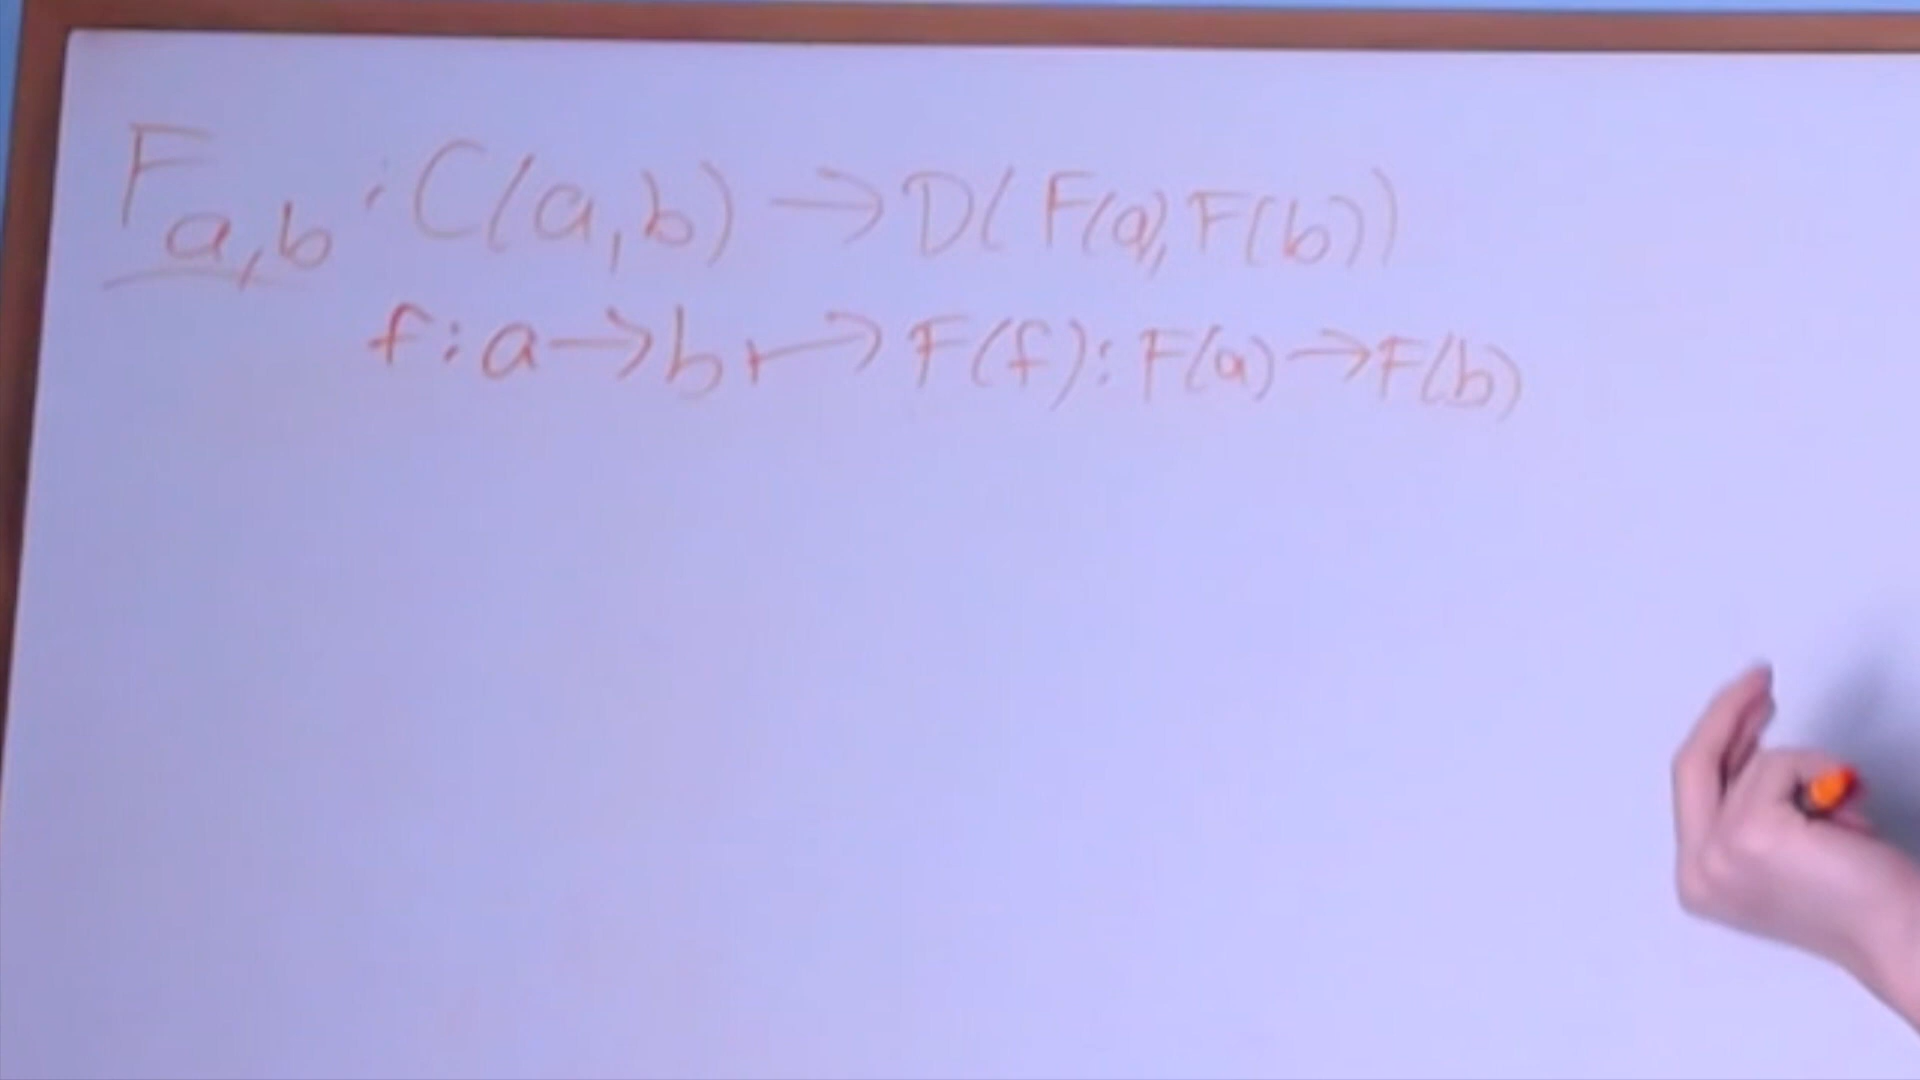 F_{a,b} : C(a,b) → D(F(a),F(b))
f:a→b ↦ F(f):F(a)→F(b)